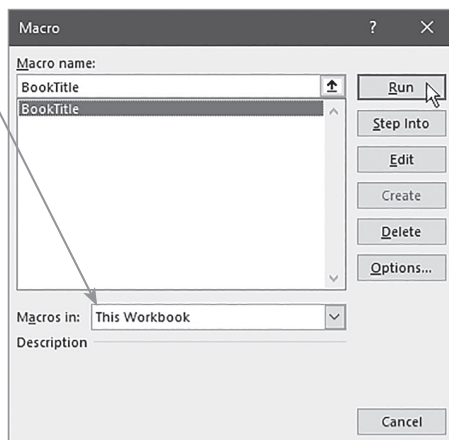 Macro ? ×
Macro name:
BookTitle
BookTitle
Run
Step Into
Edit
Create
Delete
Options...
Macros in: This Workbook
Description
Cancel